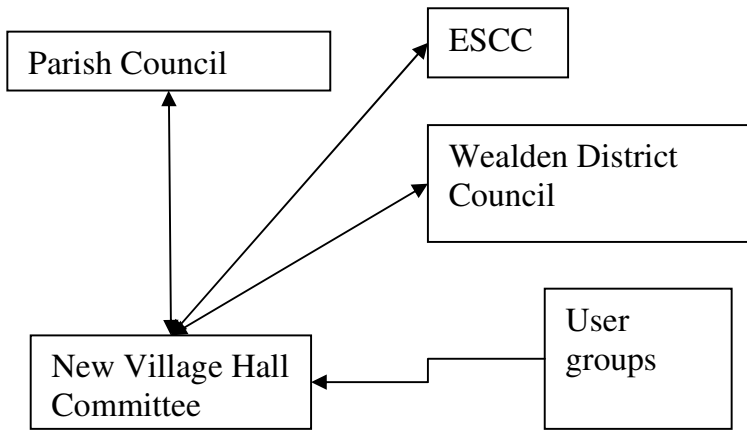 Parish Council
ESCC
Wealden District
Council
User
groups
New Village Hall
Committee